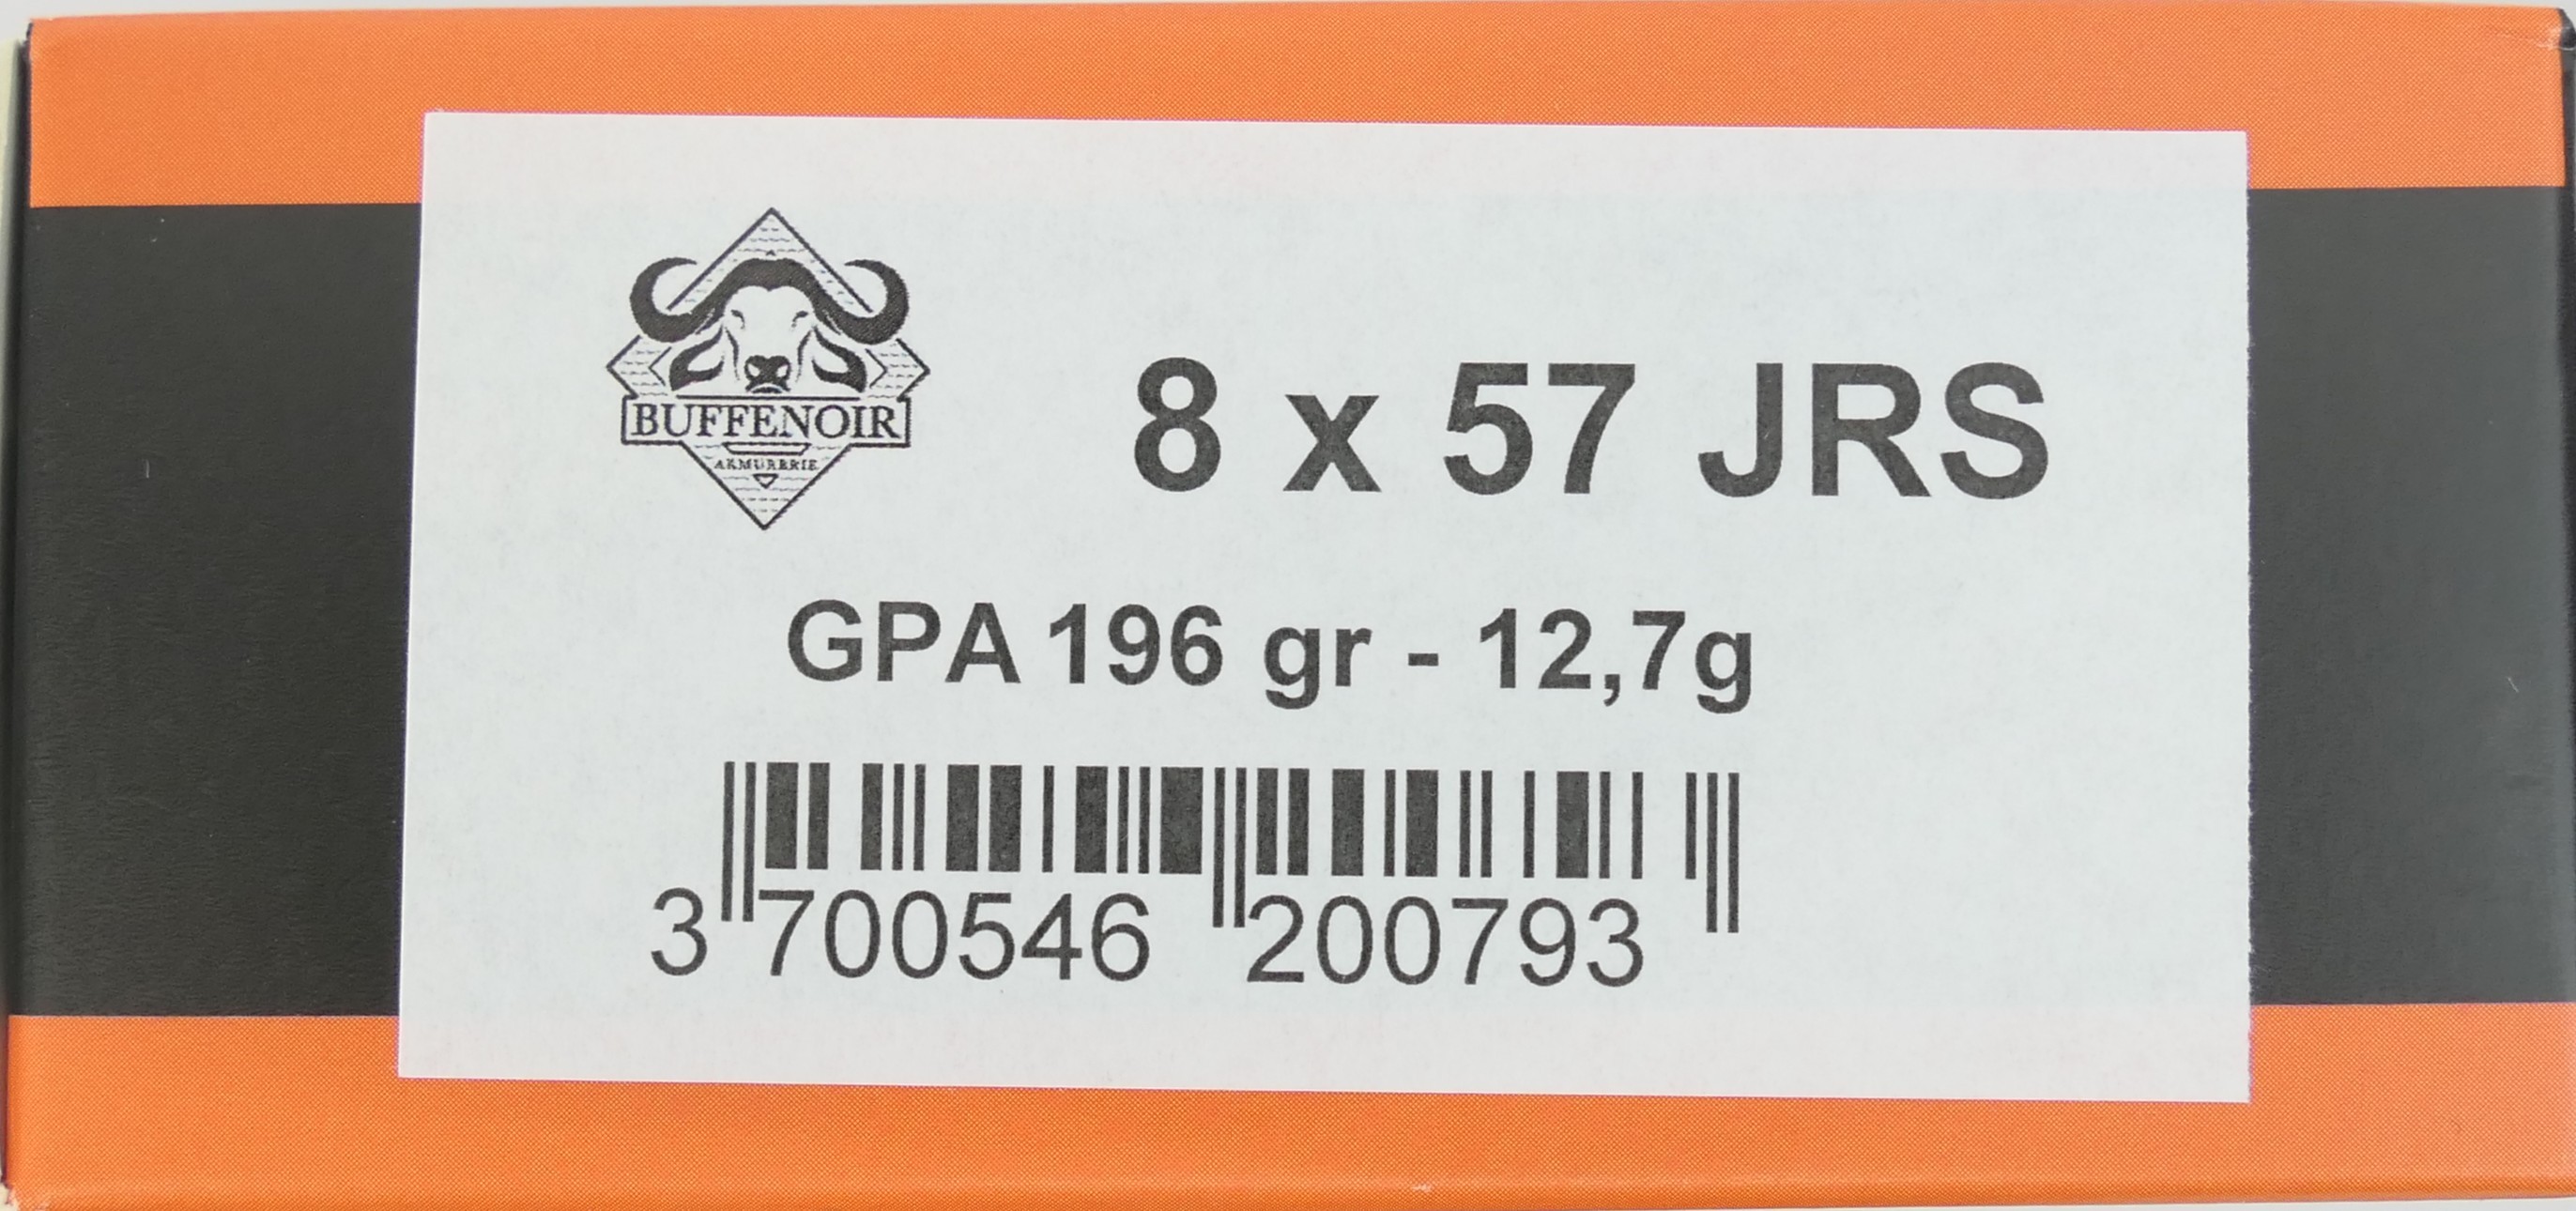 BUFFENOIR
ARMURERIE
8 x 57 JRS
GPA 196 gr - 12,7g
3 700546 200793